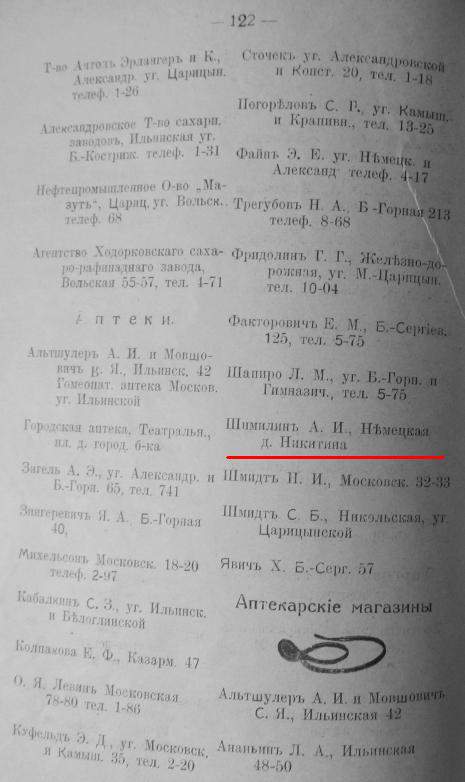 — 122 —
Т-во Ангель Эрлангеръ и К.,
Александр. уг. Царицын.
телеф. 1-26
Александровское Т-во сахарн.
заводовъ, Ильинская уг.
Б.-Костриж. телеф. 1-31
Нефтепромышленное О-во „Ма-
зутъ“, Цариц. уг. Вольск.,
телеф. 68
Агентство Ходорковскаго саха-
ро-рафинаднаго завода,
Вольская 55-57, тел. 4-71
Аптеки.
Альтшулеръ А. И. и Мовшо-
вичъ С. Я., Ильинск. 42
Гомеопат. аптека Москов.
уг. Ильинской
Городская аптека, Театральн.,
пл. д. город. б-ка
Загель А. Э., уг. Александр. и
Б.-Горн. 65, тел. 741
Зингеревичъ Я. А. Б.-Горная
40,
Михельсонъ Московск. 18-20
телеф. 2-97
Кабалкинъ С. З., уг. Ильинск.
и Бѣлоглинской
Колпакова Е. Ф., Казарм. 47
О. Я. Левинъ Московская
78-80 тел. 1-86
Куфельдъ Э. Д., уг. Московск.
и Камыш. 35, тел. 2-20
Сточекъ уг. Александровской
и Конст. 20, тел. 1-18
Погорѣловъ С. Г., уг. Камыш.
и Крапивн., тел. 13-25
Файнъ Э. Е. уг. Нѣмецк. и
Александ телеф. 4-17
Трегубовъ Н. А., Б -Горная 213
телеф. 8-68
Фридолинъ Г. Г., Желѣзно-до-
рожная, уг. М.-Царицын.
тел. 10-04
Факторовичъ Е. М., Б.-Сергіев.
125, тел. 5-75
Шапиро Л. М., уг. Б.-Горн. и
Гимназич., тел. 5-75
Шимилинъ А. И., Нѣмецкая
д. Никитина
Шмидтъ И. И., Московск. 32-33
Шмидтъ С. Б., Никольская, уг.
Царицынской
Явичъ Х. Б.-Серг. 57
Аптекарскіе магазины
Альтшулеръ А. И. и Мовшовичъ
С. Я., Ильинская 42
Ананьинъ Л. А., Ильинская
48-50